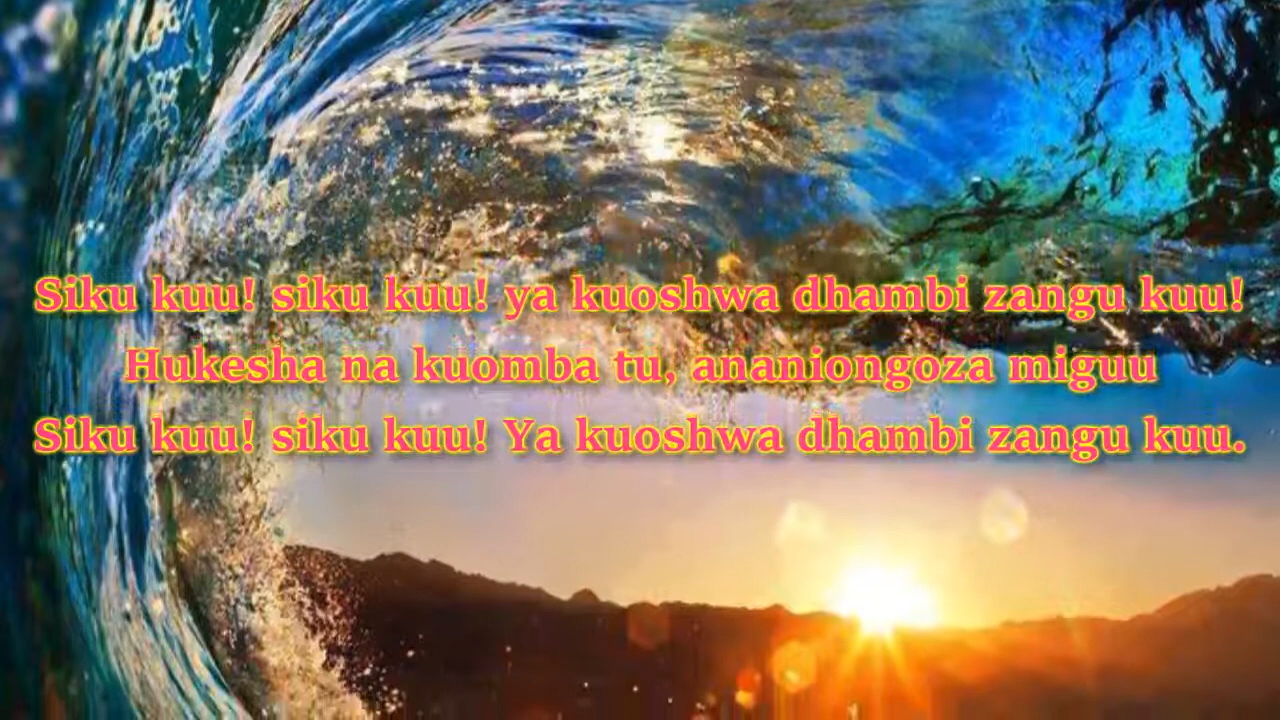 Siku kuu! siku kuu! ya kuoshwa dhambi zangu kuu!
Hukesha na kuomba tu, ananiongoza miguu
Siku kuu! siku kuu! Ya kuoshwa dhambi zangu kuu.